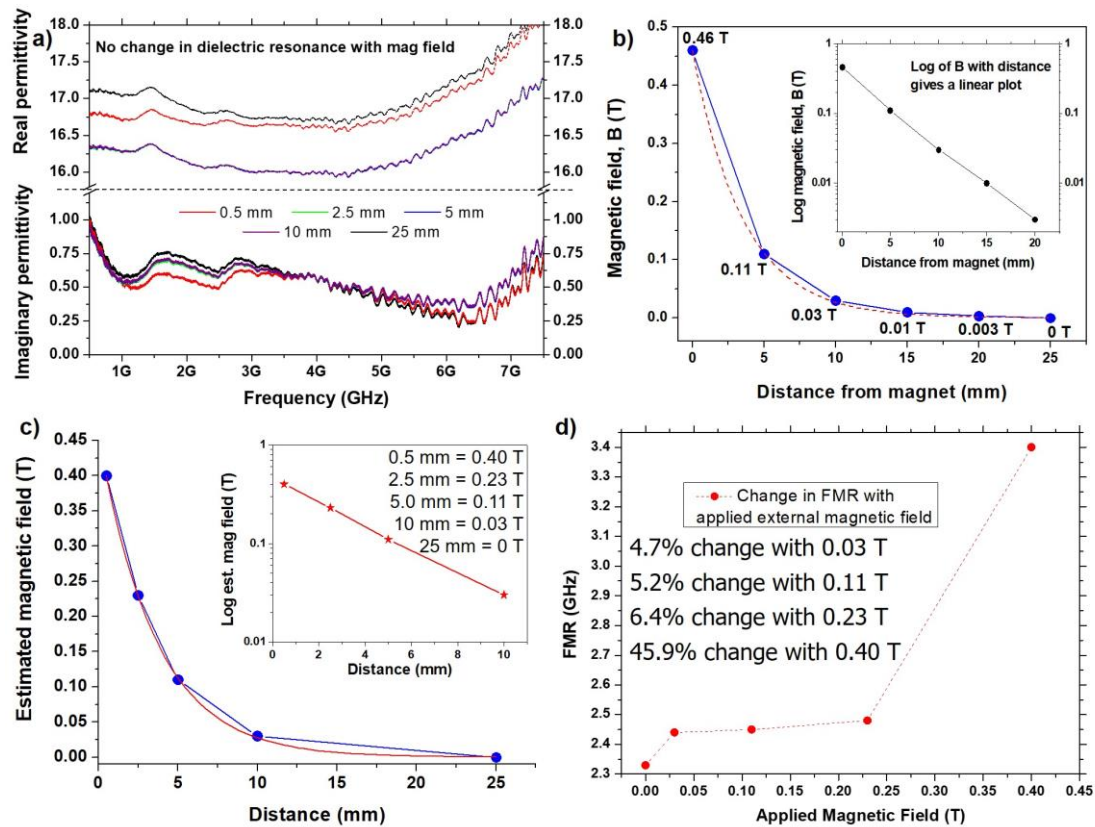 a)
No change in dielectric resonance with mag field
Real permittivity
18.0
17.5
17.0
16.5
16.0
18.0
17.5
17.0
16.5
16.0
Imaginary permittivity
1.00
0.75
0.50
0.25
0.00
1.00
0.75
0.50
0.25
0.00
0.5 mm
2.5 mm
5 mm
10 mm
25 mm
1G
2G
3G
4G
5G
6G
7G
Frequency (GHz)
b)
Magnetic field, B (T)
0.5
0.4
0.3
0.2
0.1
0.0
0.46 T
0.11 T
0.03 T
0.01 T
0.003 T
0 T
0
5
10
15
20
25
Distance from magnet (mm)
Log of B with distance
gives a linear plot
Log magnetic field, B (T)
1
0.1
0.01
1
0.1
0.01
0
5
10
15
20
Distance from magnet (mm)
c)
Estimated magnetic field (T)
0.45
0.40
0.35
0.30
0.25
0.20
0.15
0.10
0.05
0.00
0
5
10
15
20
25
Distance (mm)
Log est. mag field (T)
1
0.1
0.01
0
2
4
6
8
10
Distance (mm)
0.5 mm = 0.40 T
2.5 mm = 0.23 T
5.0 mm = 0.11 T
10 mm = 0.03 T
25 mm = 0 T
d)
FMR (GHz)
3.4
3.3
3.2
3.1
3.0
2.9
2.8
2.7
2.6
2.5
2.4
2.3
Change in FMR with
applied external magnetic field
4.7% change with 0.03 T
5.2% change with 0.11 T
6.4% change with 0.23 T
45.9% change with 0.40 T
0.00
0.05
0.10
0.15
0.20
0.25
0.30
0.35
0.40
0.45
Applied Magnetic Field (T)